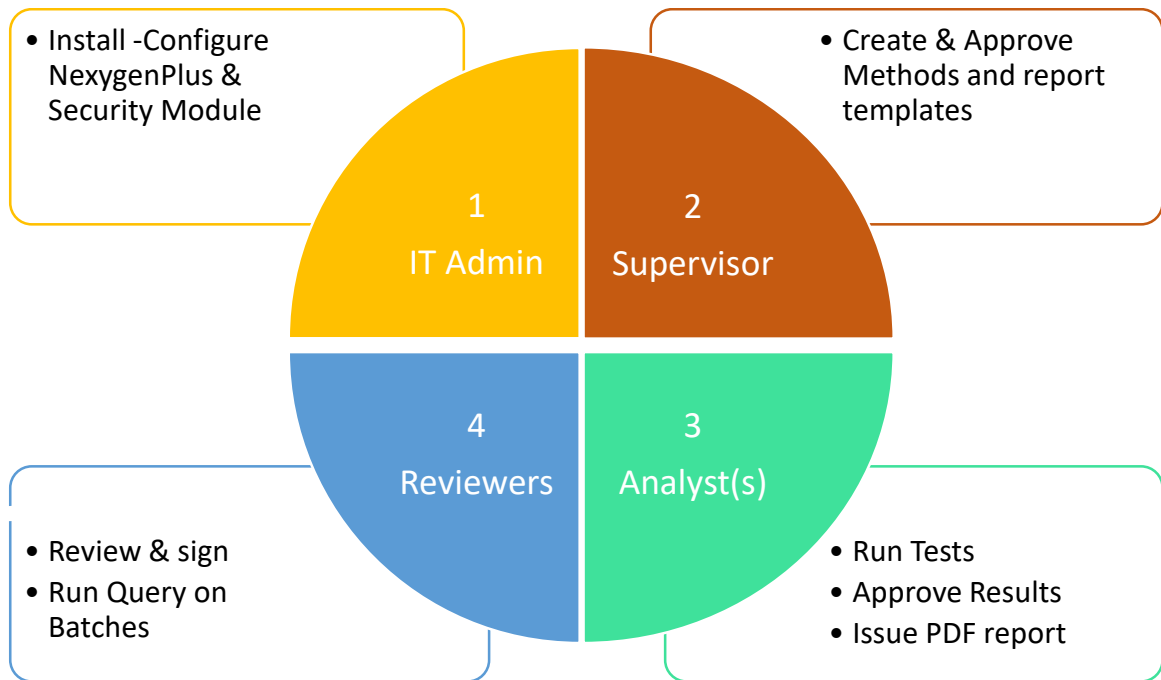 • Install -Configure
NexygenPlus &
Security Module
• Create & Approve
Methods and report
templates
1
IT Admin
2
Supervisor
4
Reviewers
3
Analyst(s)
• Review & sign
• Run Query on
Batches
• Run Tests
• Approve Results
• Issue PDF report